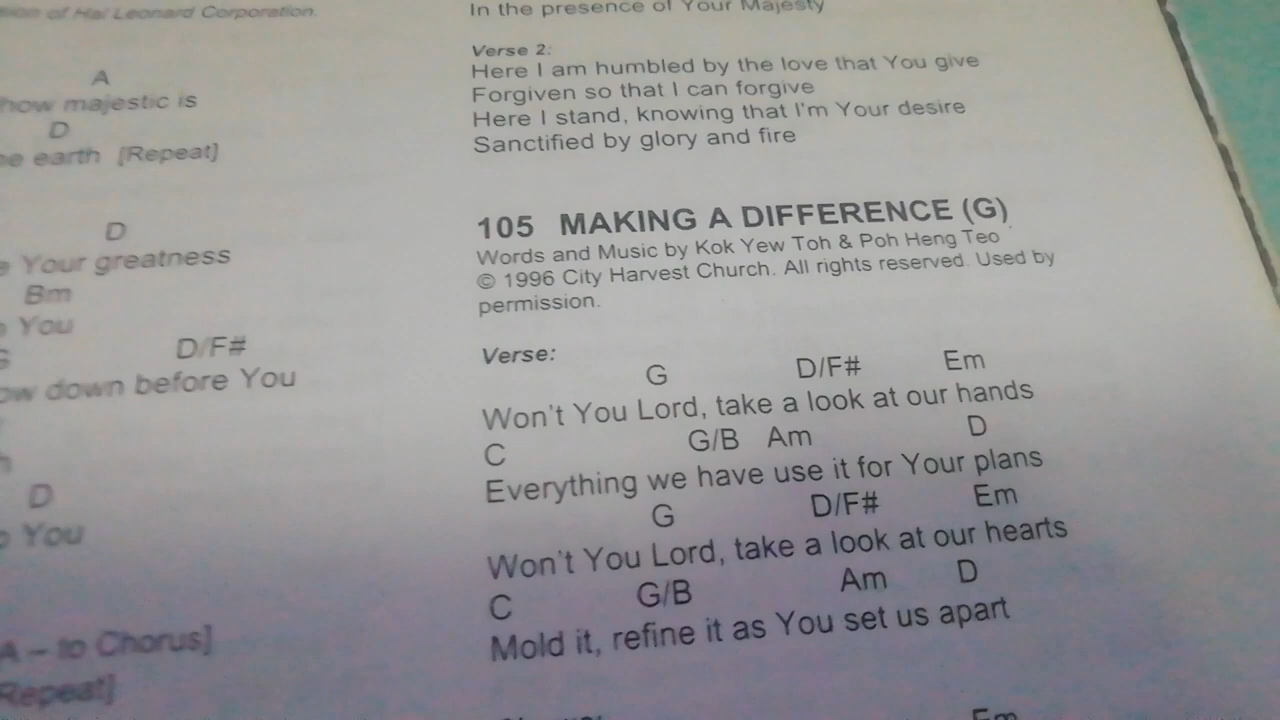 of Hal Leonard Corporation.
A
how majestic is
D
earth [Repeat]
D
Your greatness
Bm
You
D/F#
down before You
D
You
A – to Chorus]
Repeat]
In the presence of Your Majesty
Verse 2:
Here I am humbled by the love that You give
Forgiven so that I can forgive
Here I stand, knowing that I'm Your desire
Sanctified by glory and fire
105 MAKING A DIFFERENCE (G)
Words and Music by Kok Yew Toh & Poh Heng Teo
© 1996 City Harvest Church. All rights reserved. Used by
permission.
Verse:
G D/F# Em
Won't You Lord, take a look at our hands
C G/B Am D
Everything we have use it for Your plans
G D/F# Em
Won't You Lord, take a look at our hearts
C G/B Am D
Mold it, refine it as You set us apart
Em